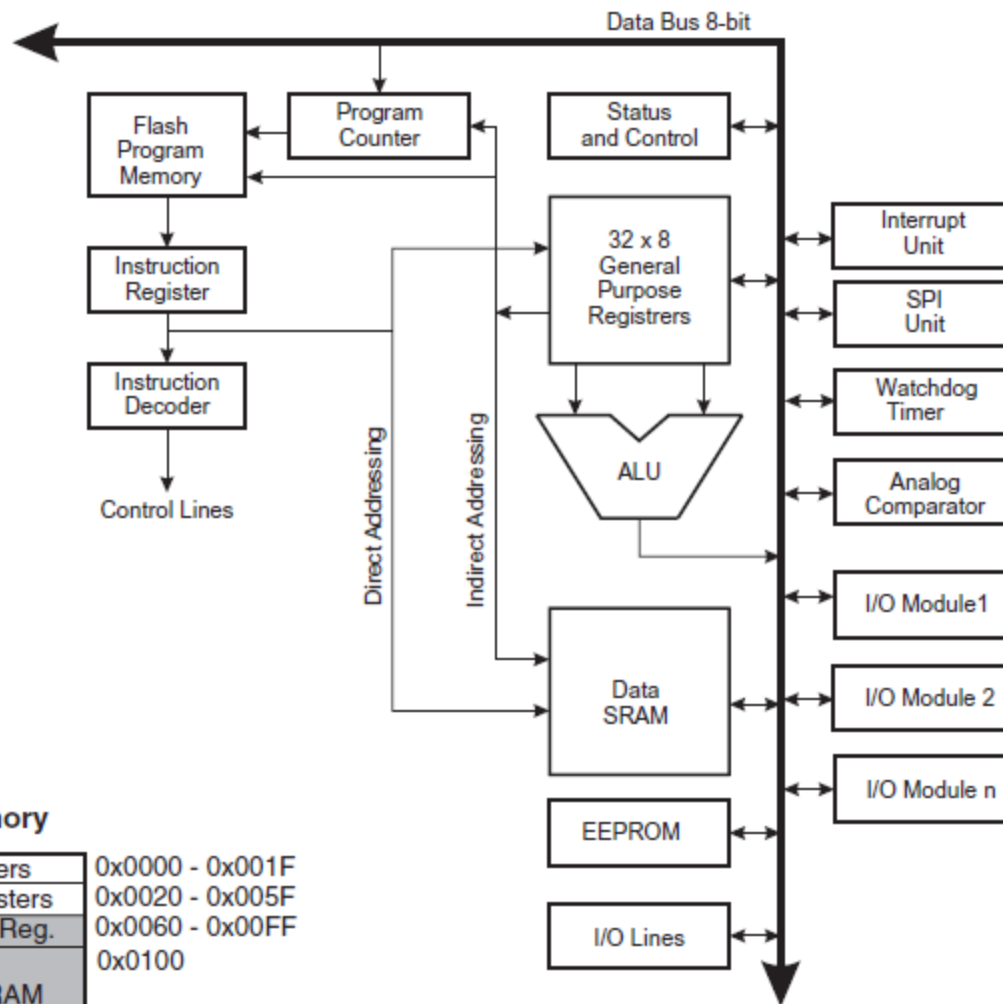 Data Bus 8-bit
Flash
Program
Memory
Program
Counter
Status
and Control
Interrupt
Unit
32 x 8
General
Purpose
Registrers
Instruction
Register
SPI
Unit
Instruction
Decoder
Watchdog
Timer
Direct Addressing
Indirect Addressing
ALU
Analog
Comparator
Control Lines
I/O Module1
Data
SRAM
I/O Module 2
I/O Module n
EEPROM
I/O Lines
ory
ers 0x0000 - 0x001F
sters 0x0020 - 0x005F
Reg. 0x0060 - 0x00FF
0x0100
RAM